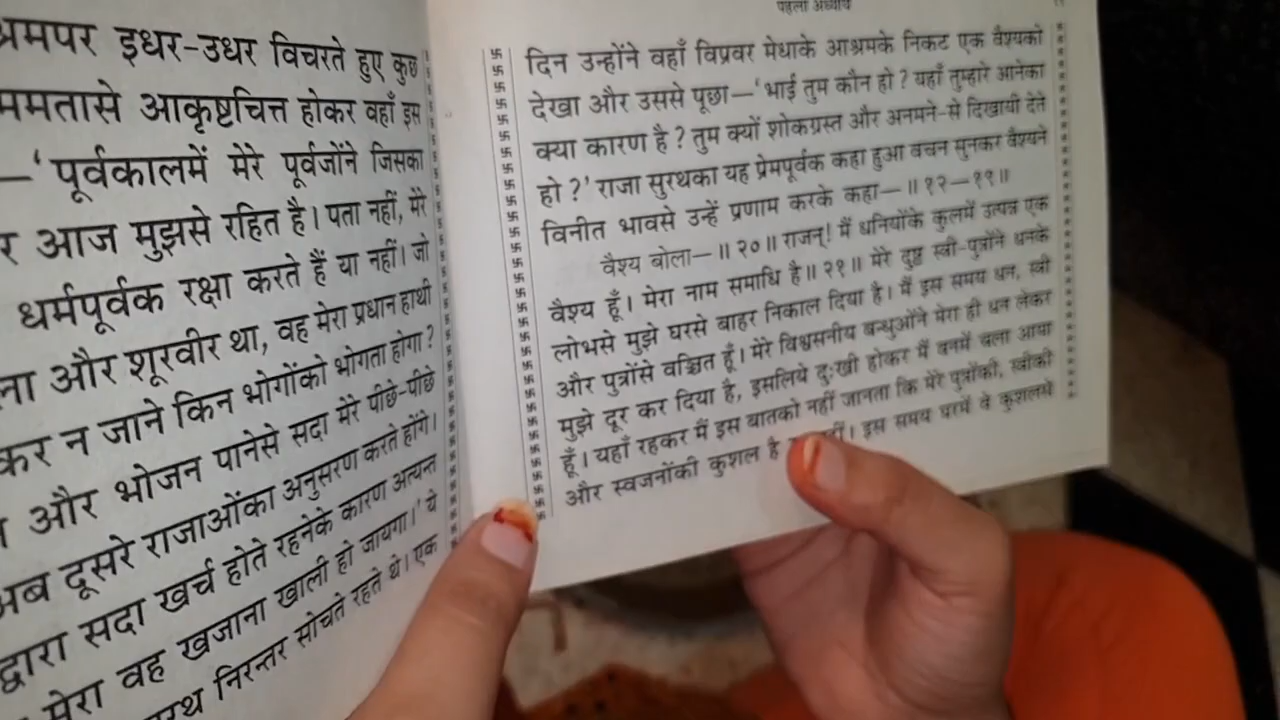 श्रमपर इधर-उधर विचरते हुए कुछ
ममतासे आकृष्टचित्त होकर वहाँ इस
—'पूर्वकालमें मेरे पूर्वजोंने जिसका
र आज मुझसे रहित है। पता नहीं, मेरे
धर्मपूर्वक रक्षा करते हैं या नहीं। जो
ना और शूरवीर था, वह मेरा प्रधान हाथी
कर न जाने किन भोगोंको भोगता होगा?
और भोजन पानेसे सदा मेरे पीछे-पीछे
अब दूसरे राजाओंका अनुसरण करते होंगे।
द्वारा सदा खर्च होते रहनेके कारण अत्यन्त
मेरा वह खजाना खाली हो जायगा।' ये
रथ निरन्तर सोचते रहते थे। एक
पहला अध्याय
दिन उन्होंने वहाँ विप्रवर मेधाके आश्रमके निकट एक वैश्यको
देखा और उससे पूछा—'भाई तुम कौन हो? यहाँ तुम्हारे आनेका
क्या कारण है? तुम क्यों शोकग्रस्त और अनमने-से दिखायी देते
हो?' राजा सुरथका यह प्रेमपूर्वक कहा हुआ वचन सुनकर वैश्यने
विनीत भावसे उन्हें प्रणाम करके कहा—॥ १२—१९॥
वैश्य बोला—॥ २०॥ राजन्! मैं धनियोंके कुलमें उत्पन्न एक
वैश्य हूँ। मेरा नाम समाधि है॥ २१॥ मेरे दुष्ट स्त्री-पुत्रोंने धनके
लोभसे मुझे घरसे बाहर निकाल दिया है। मैं इस समय धन, स्त्री
और पुत्रोंसे वञ्चित हूँ। मेरे विश्वसनीय बन्धुओंने मेरा ही धन लेकर
मुझे दूर कर दिया है, इसलिये दुःखी होकर मैं वनमें चला आया
हूँ। यहाँ रहकर मैं इस बातको नहीं जानता कि मेरे पुत्रोंकी, स्त्रीकी
और स्वजनोंकी कुशल है । इस समय घरमें वे कुशलसे